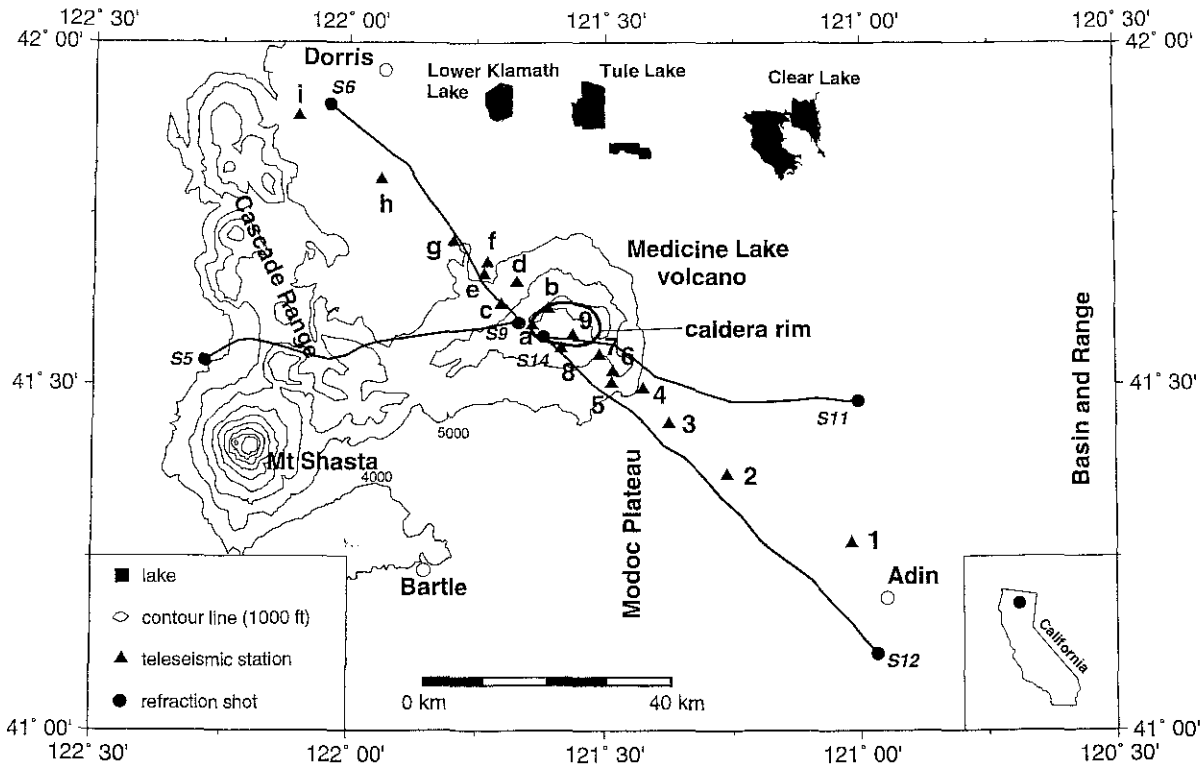 122° 30'
122° 00'
121° 30'
121° 00'
120° 30'
42° 00'
42° 00'
Dorris
Lower Klamath
Lake
Tule Lake
Clear Lake
i
S6
h
Cascade Range
g
f
e
d
c
b
Medicine Lake
volcano
caldera rim
Basin and Range
S9
a
S14
9
8
7
6
5
4
3
2
1
S5
41° 30'
41° 30'
S11
5000
4000
Mt Shasta
Modoc Plateau
Bartle
Adin
S12
lake
contour line (1000 ft)
teleseismic station
refraction shot
0 km
40 km
California
41° 00'
41° 00'
122° 30'
122° 00'
121° 30'
121° 00'
120° 30'